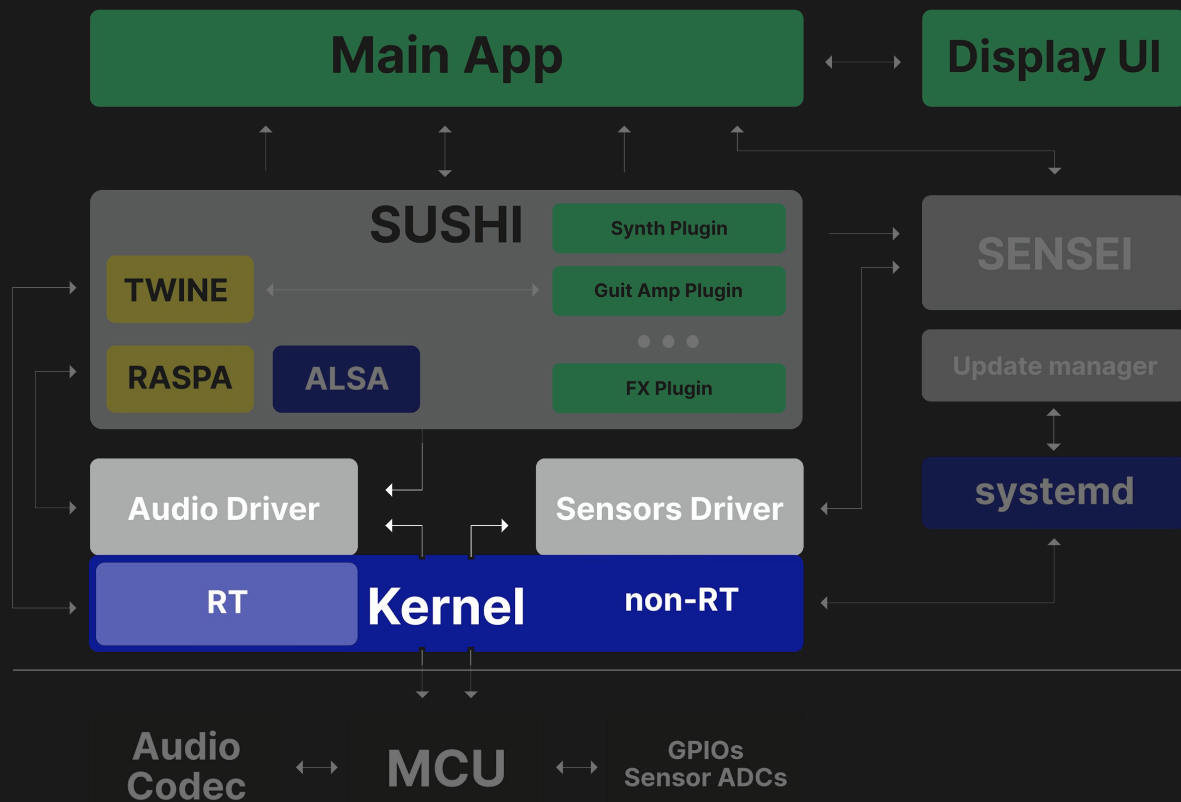 Main App
Display UI
SUSHI
Synth Plugin
SENSEI
TWINE
Guit Amp Plugin
RASPA
ALSA
FX Plugin
Update manager
Audio Driver
Sensors Driver
systemd
RT
Kernel
non-RT
Audio
Codec
MCU
GPIOs
Sensor ADCs